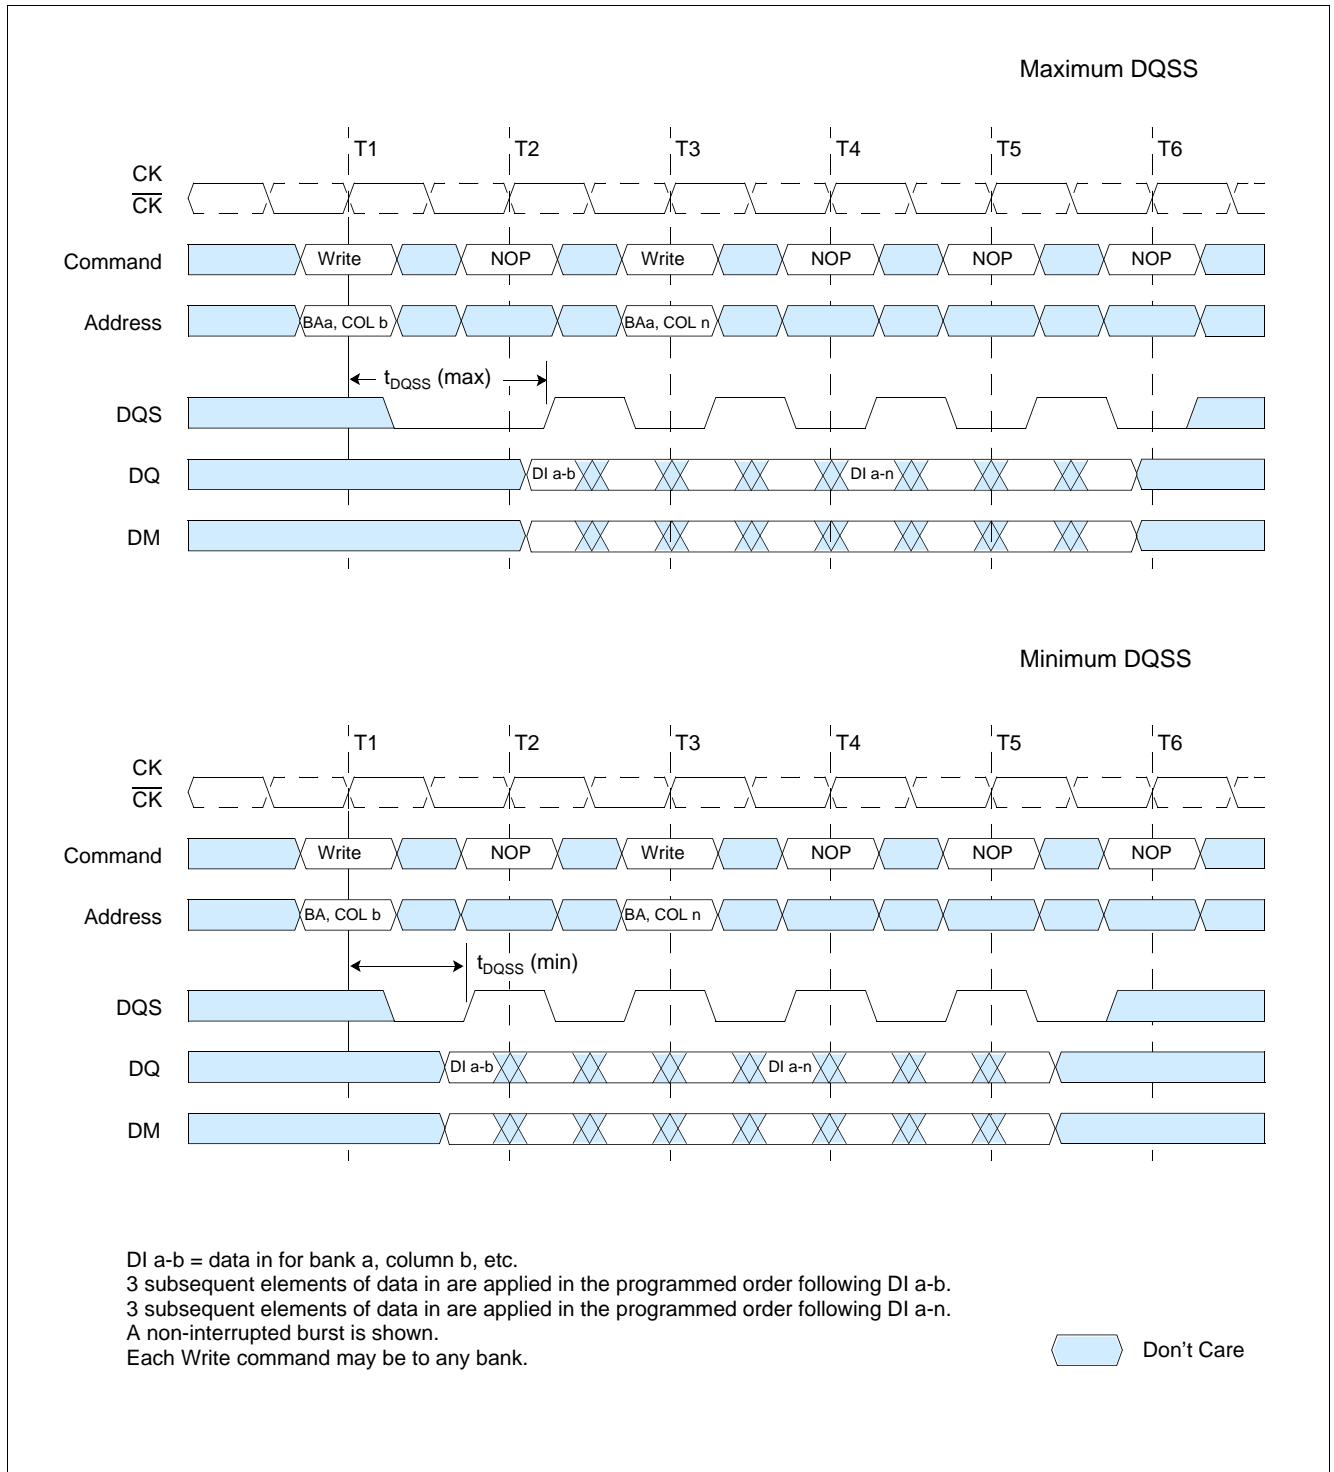 Maximum DQSS
T1 T2 T3 T4 T5 T6
CK
CK
Command Write NOP Write NOP NOP NOP
Address BAa, COL b BAa, COL n
tDQSS (max)
DQS
DQ DI a-b DI a-n
DM
Minimum DQSS
T1 T2 T3 T4 T5 T6
CK
CK
Command Write NOP Write NOP NOP NOP
Address BA, COL b BA, COL n
tDQSS (min)
DQS
DQ DI a-b DI a-n
DM
DI a-b = data in for bank a, column b, etc.
3 subsequent elements of data in are applied in the programmed order following DI a-b.
3 subsequent elements of data in are applied in the programmed order following DI a-n.
A non-interrupted burst is shown.
Each Write command may be to any bank.
Don't Care